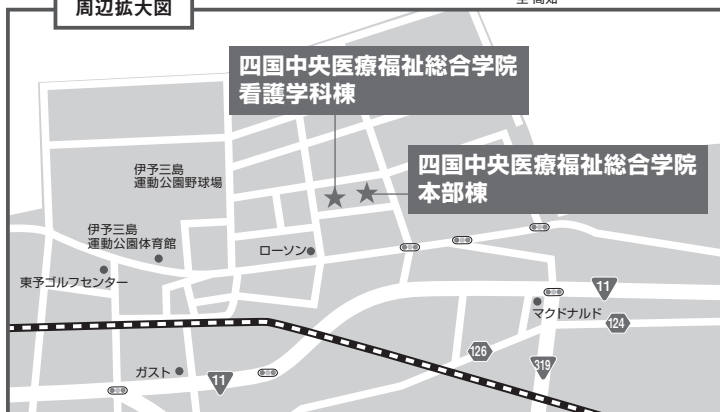 至高知
周辺拡大図
四国中央医療福祉総合学院
看護学科棟
四国中央医療福祉総合学院
本部棟
伊予三島
運動公園野球場
伊予三島
運動公園体育館
東予ゴルフセンター
ローソン
11
マクドナルド
124
126
319
ガスト
11